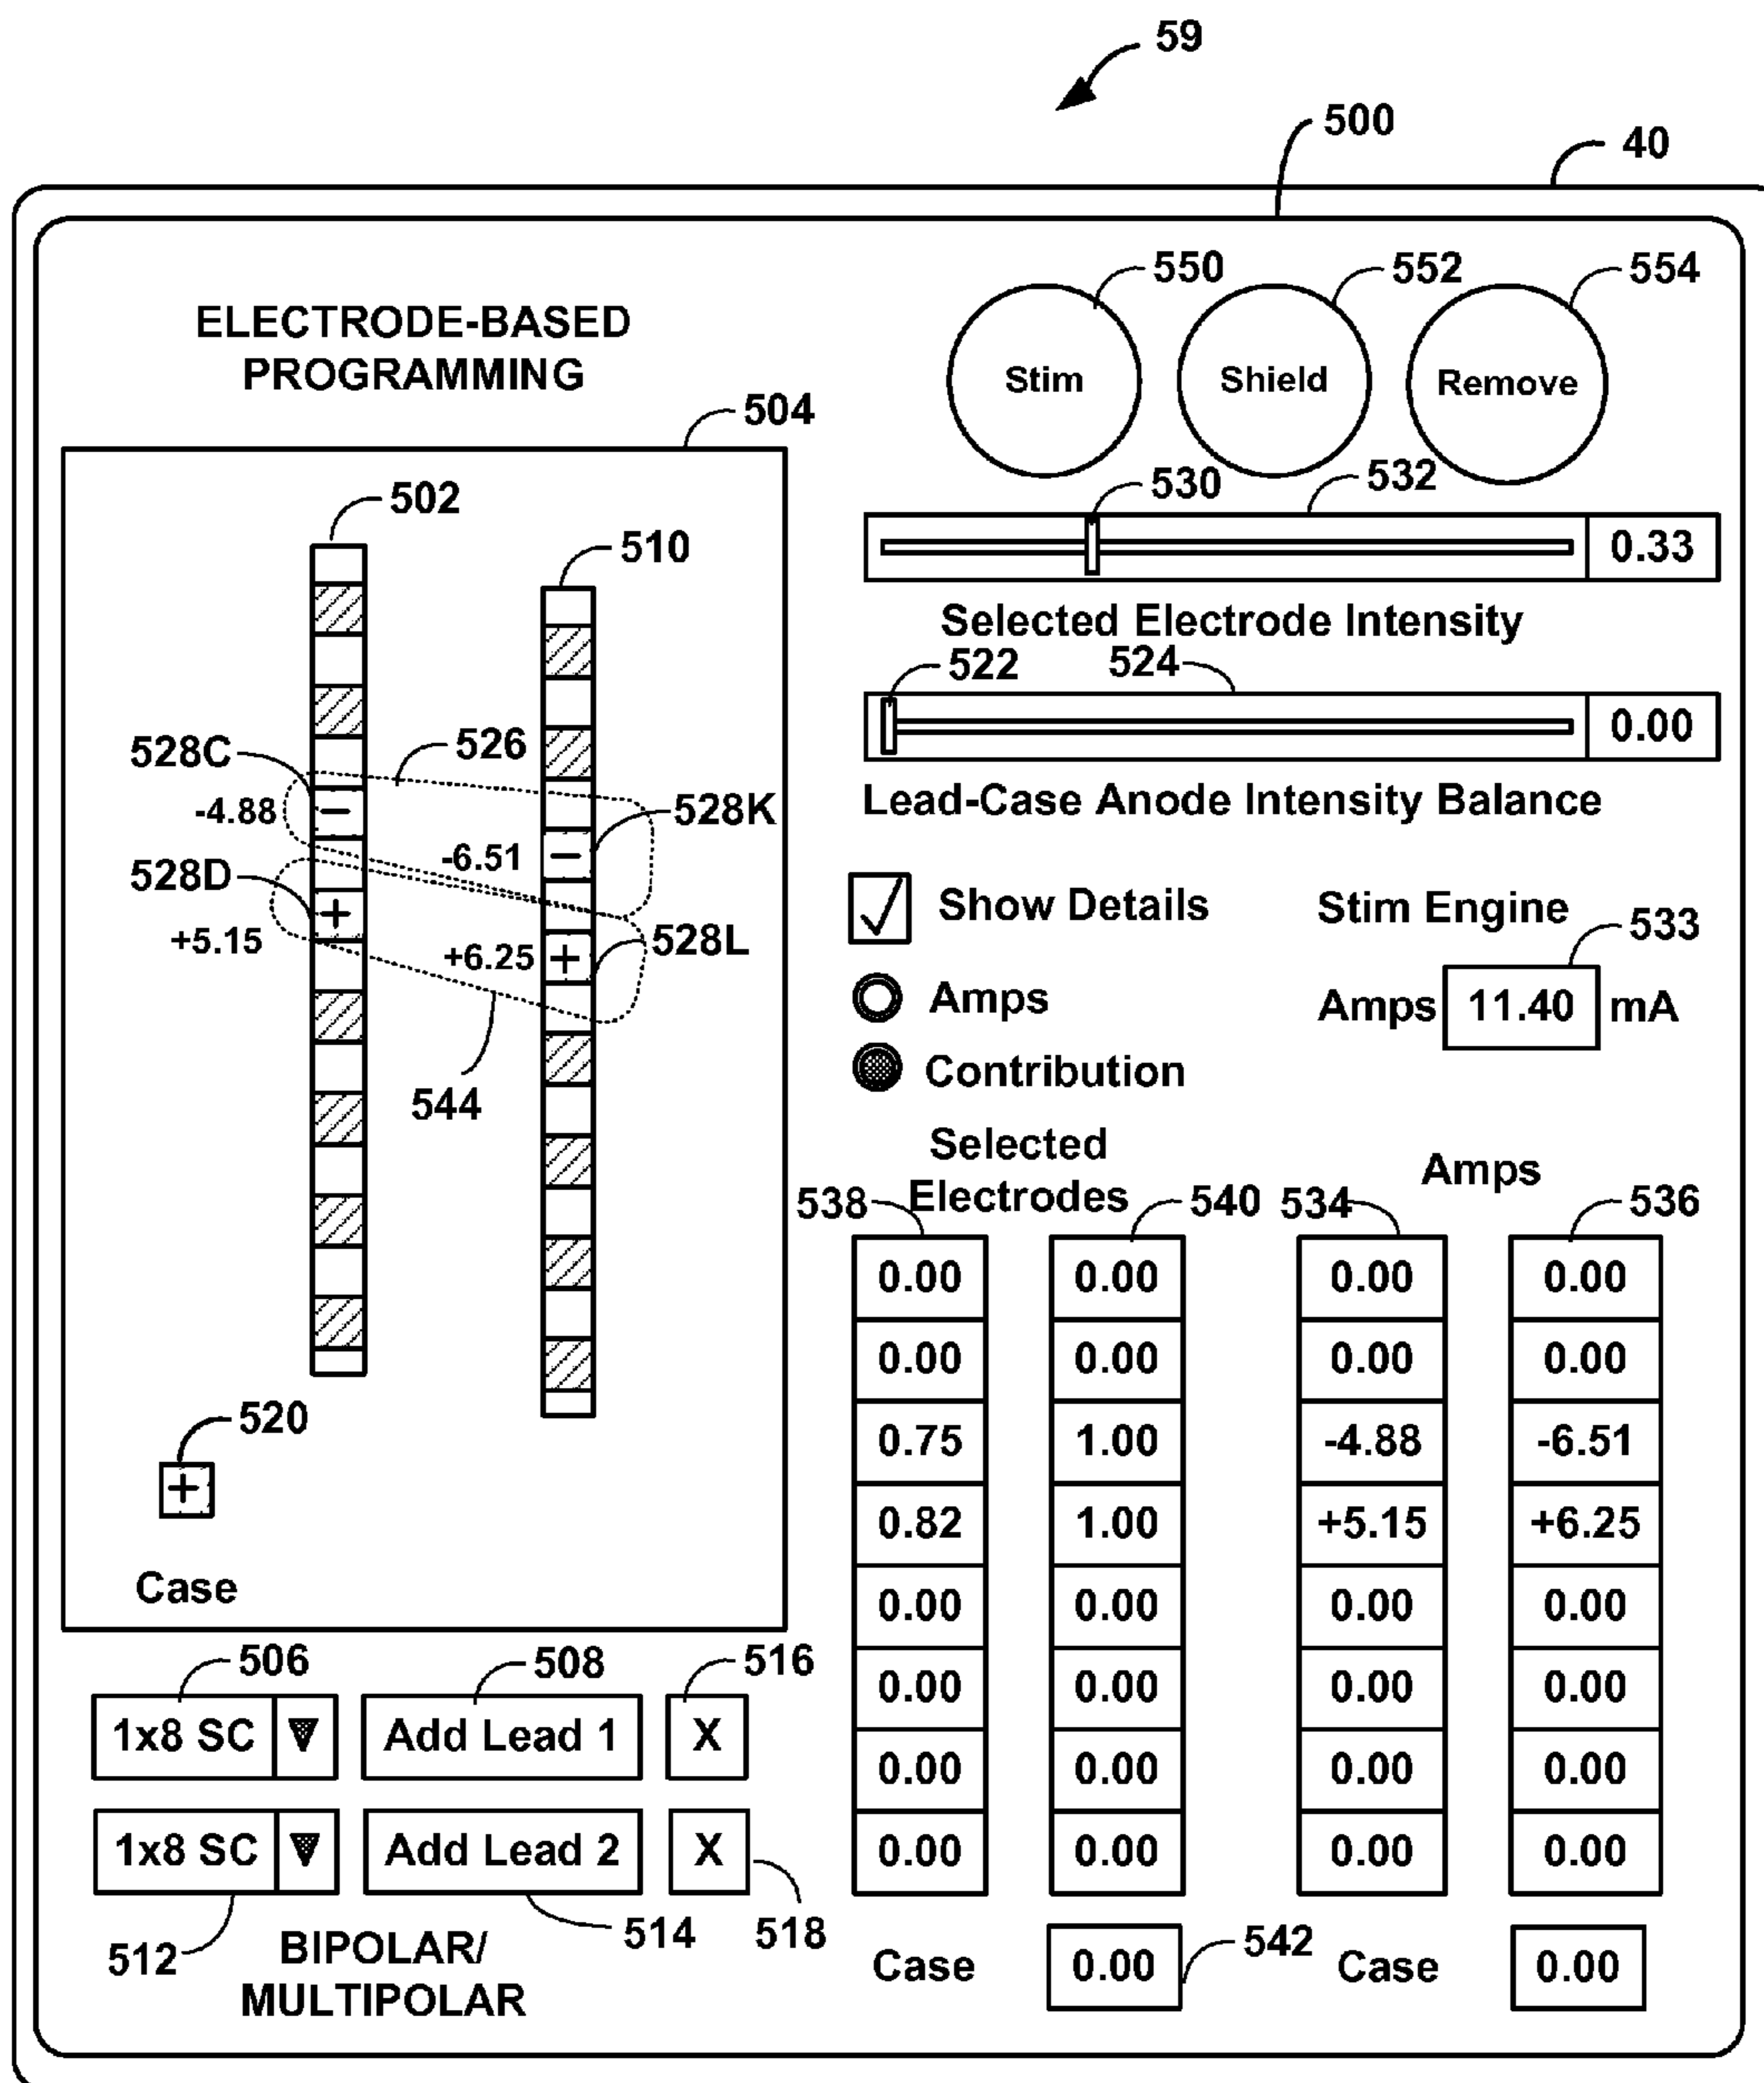 59
500
40
550
552
554
ELECTRODE-BASED
PROGRAMMING
Stim
Shield
Remove
504
530
532
502
510
0.33
Selected Electrode Intensity
522
524
0.00
528C
526
-4.88
Lead-Case Anode Intensity Balance
−
528K
-6.51
−
528D
+
Show Details
Stim Engine
533
+5.15
+6.25
+
528L
Amps
Amps
11.40
mA
Contribution
544
Selected
Electrodes
Amps
538
540
534
536
0.00 0.00 0.00 0.00
0.00 0.00 0.00 0.00
0.75 1.00 -4.88 -6.51
0.82 1.00 +5.15 +6.25
0.00 0.00 0.00 0.00
0.00 0.00 0.00 0.00
0.00 0.00 0.00 0.00
0.00 0.00 0.00 0.00
Case
0.00
542
Case
0.00
520
+
Case
506
508
516
1x8 SC
Add Lead 1
X
1x8 SC
Add Lead 2
X
512
514
518
BIPOLAR/
MULTIPOLAR